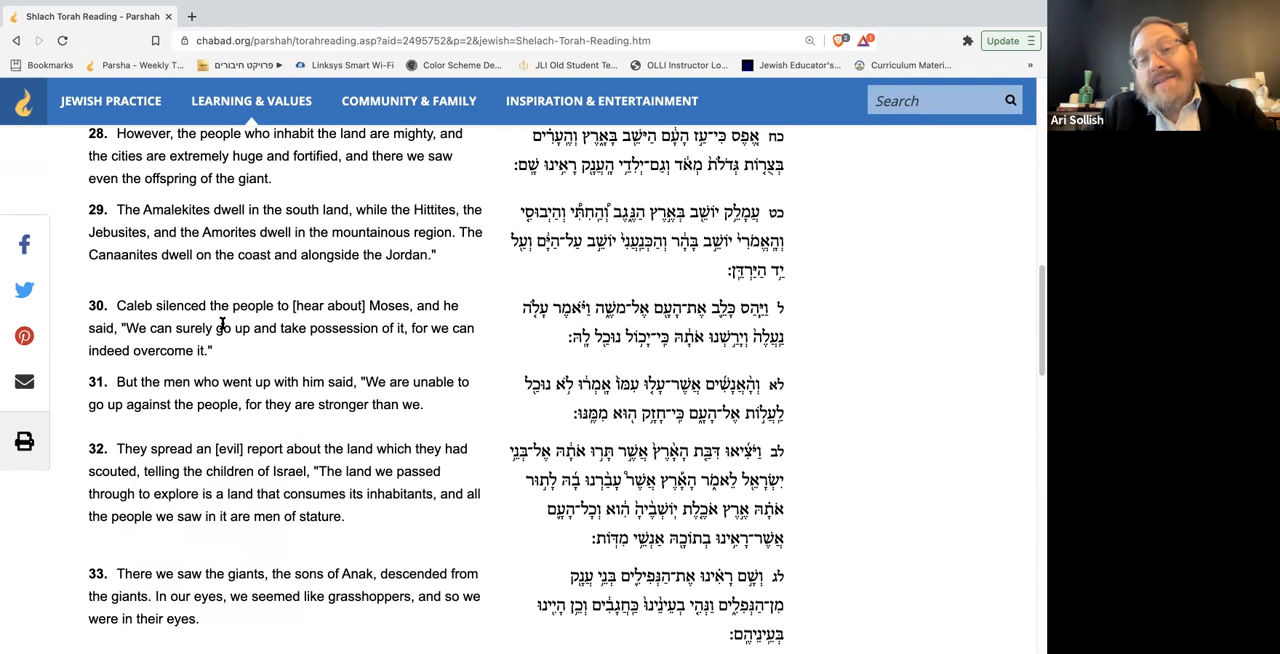 Shlach Torah Reading - Parshah
chabad.org/parshah/torahreading.asp?aid=2495752&p=2&jewish=Shelach-Torah-Reading.htm
3
1
Update
Bookmarks
Parsha - Weekly T...
פרויקט חיבורים
Linksys Smart Wi-Fi
Color Scheme De...
JLI Old Student Te...
OLLI Instructor Lo...
Jewish Educator's...
Curriculum Materi...
»
JEWISH PRACTICE
LEARNING & VALUES
COMMUNITY & FAMILY
INSPIRATION & ENTERTAINMENT
Search
Ari Sollish
28. However, the people who inhabit the land are mighty, and
the cities are extremely huge and fortified, and there we saw
even the offspring of the giant.
כח אֶ֚פֶס כִּֽי־עַ֣ז הָעָ֔ם הַיּשֵׁ֖ב בָּאָ֑רֶץ וְהֶֽעָרִ֗ים
בְּצֻר֤וֹת גְּדֹלֹת֙ מְאֹ֔ד וְגַם־יְלִדֵ֥י הָֽעֲנָ֖ק רָאִ֥ינוּ שָֽׁם:
29. The Amalekites dwell in the south land, while the Hittites, the
Jebusites, and the Amorites dwell in the mountainous region. The
Canaanites dwell on the coast and alongside the Jordan."
כט עֲמָלֵ֥ק יוֹשֵׁ֖ב בְּאֶ֣רֶץ הַנֶּ֑גֶב וְ֠הַֽחִתִּ֠י וְהַיְבוּסִ֤י
וְהָֽאֱמֹרִי֙ יוֹשֵׁ֣ב בָּהָ֔ר וְהַכְּנַֽעֲנִי֙ יוֹשֵׁ֣ב עַל־הַיָּ֔ם וְעַ֖ל
יַ֥ד הַיַּרְדֵּֽן:
30. Caleb silenced the people to [hear about] Moses, and he
said, "We can surely go up and take possession of it, for we can
indeed overcome it."
ל וַיַּ֧הַס כָּלֵ֛ב אֶת־הָעָ֖ם אֶל־משֶׁ֑ה וַיֹּ֗אמֶר עָלֹ֤ה
נַֽעֲלֶה֙ וְיָרַ֣שְׁנוּ אֹתָ֔הּ כִּֽי־יָכ֥וֹל נוּכַ֖ל לָֽהּ:
31. But the men who went up with him said, "We are unable to
go up against the people, for they are stronger than we.
לא וְהָ֨אֲנָשִׁ֜ים אֲשֶׁר־עָל֤וּ עִמּוֹ֙ אָֽמְר֔וּ לֹ֥א נוּכַ֖ל
לַֽעֲל֣וֹת אֶל־הָעָ֑ם כִּֽי־חָזָ֥ק ה֖וּא מִמֶּֽנּוּ:
32. They spread an [evil] report about the land which they had
scouted, telling the children of Israel, "The land we passed
through to explore is a land that consumes its inhabitants, and all
the people we saw in it are men of stature.
לב וַיֹּצִ֜יאוּ דִּבַּ֤ת הָאָ֨רֶץ֙ אֲשֶׁ֣ר תָּר֣וּ אֹתָ֔הּ אֶל־בְּנֵ֥י
יִשְׂרָאֵ֖ל לֵאמֹ֑ר הָאָ֡רֶץ אֲשֶׁר֩ עָבַ֨רְנוּ בָ֜הּ לָת֣וּר
אֹתָ֗הּ אֶ֣רֶץ אֹכֶ֤לֶת יֽוֹשְׁבֶ֨יהָ֙ הִ֔וא וְכָל־הָעָ֛ם
אֲשֶׁר־רָאִ֥ינוּ בְתוֹכָ֖הּ אַנְשֵׁ֥י מִדּֽוֹת:
33. There we saw the giants, the sons of Anak, descended from
the giants. In our eyes, we seemed like grasshoppers, and so we
were in their eyes.
לג וְשָׁ֣ם רָאִ֗ינוּ אֶת־הַנְּפִילִ֛ים בְּנֵ֥י עֲנָ֖ק
מִן־הַנְּפִלִ֑ים וַנְּהִ֤י בְעֵינֵ֨ינוּ֙ כַּֽחֲגָבִ֔ים וְכֵ֥ן הָיִ֖ינוּ
בְּעֵֽינֵיהֶֽם: